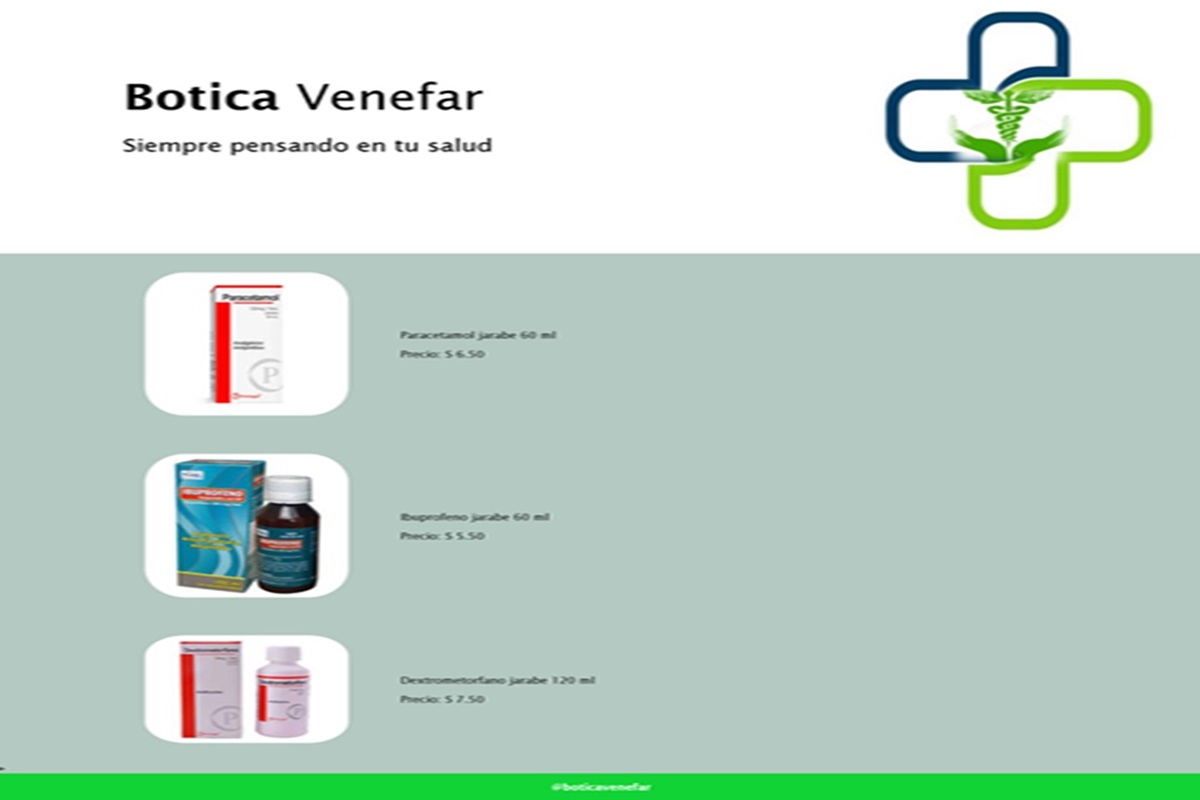 Botica Venefar
Siempre pensando en tu salud
Paracetamol
Paracetamol jarabe 60 ml
Precio: $ 6.50
IBUPROFENO
Ibuprofeno jarabe 60 ml
Precio: $ 5.50
Dextrometorfano
Dextrometorfano jarabe 120 ml
Precio: $ 7.50
@boticavenefar